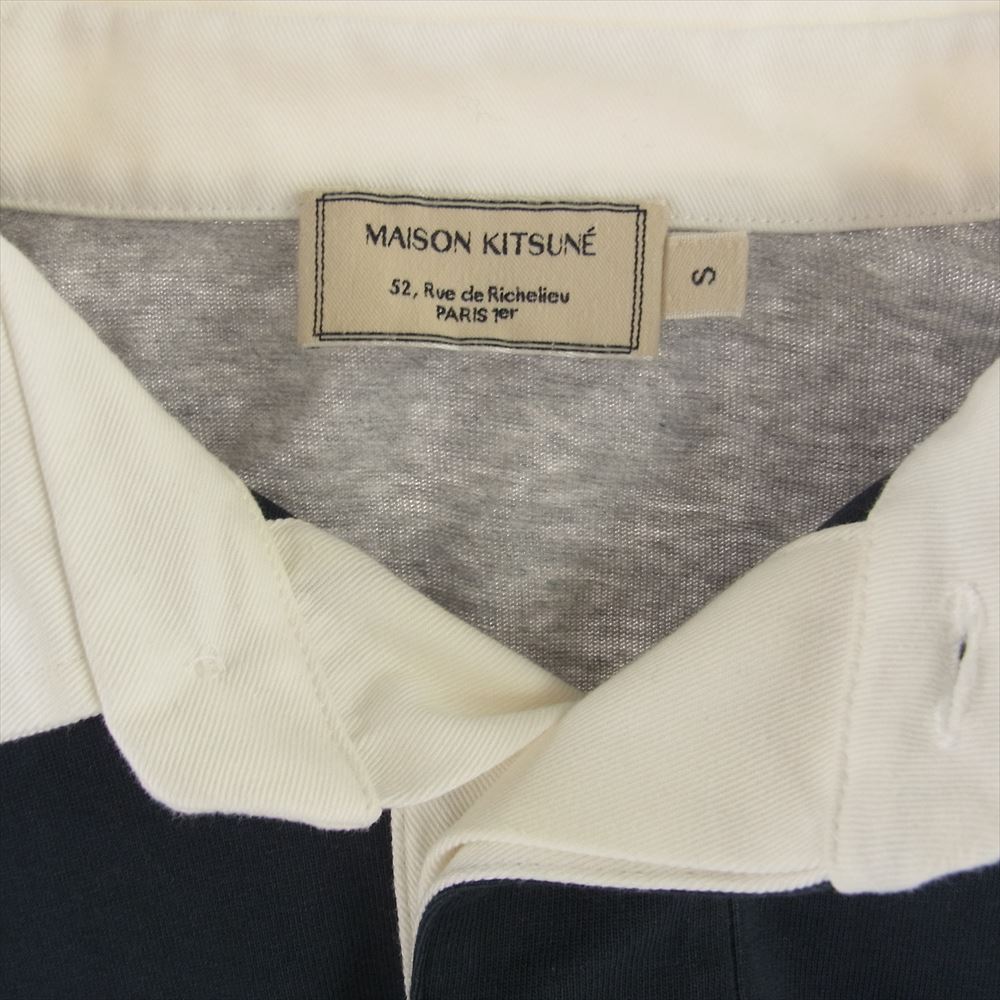 MAISON KITSUNÉ
52, Rue de Richelieu
PARIS 1er
S